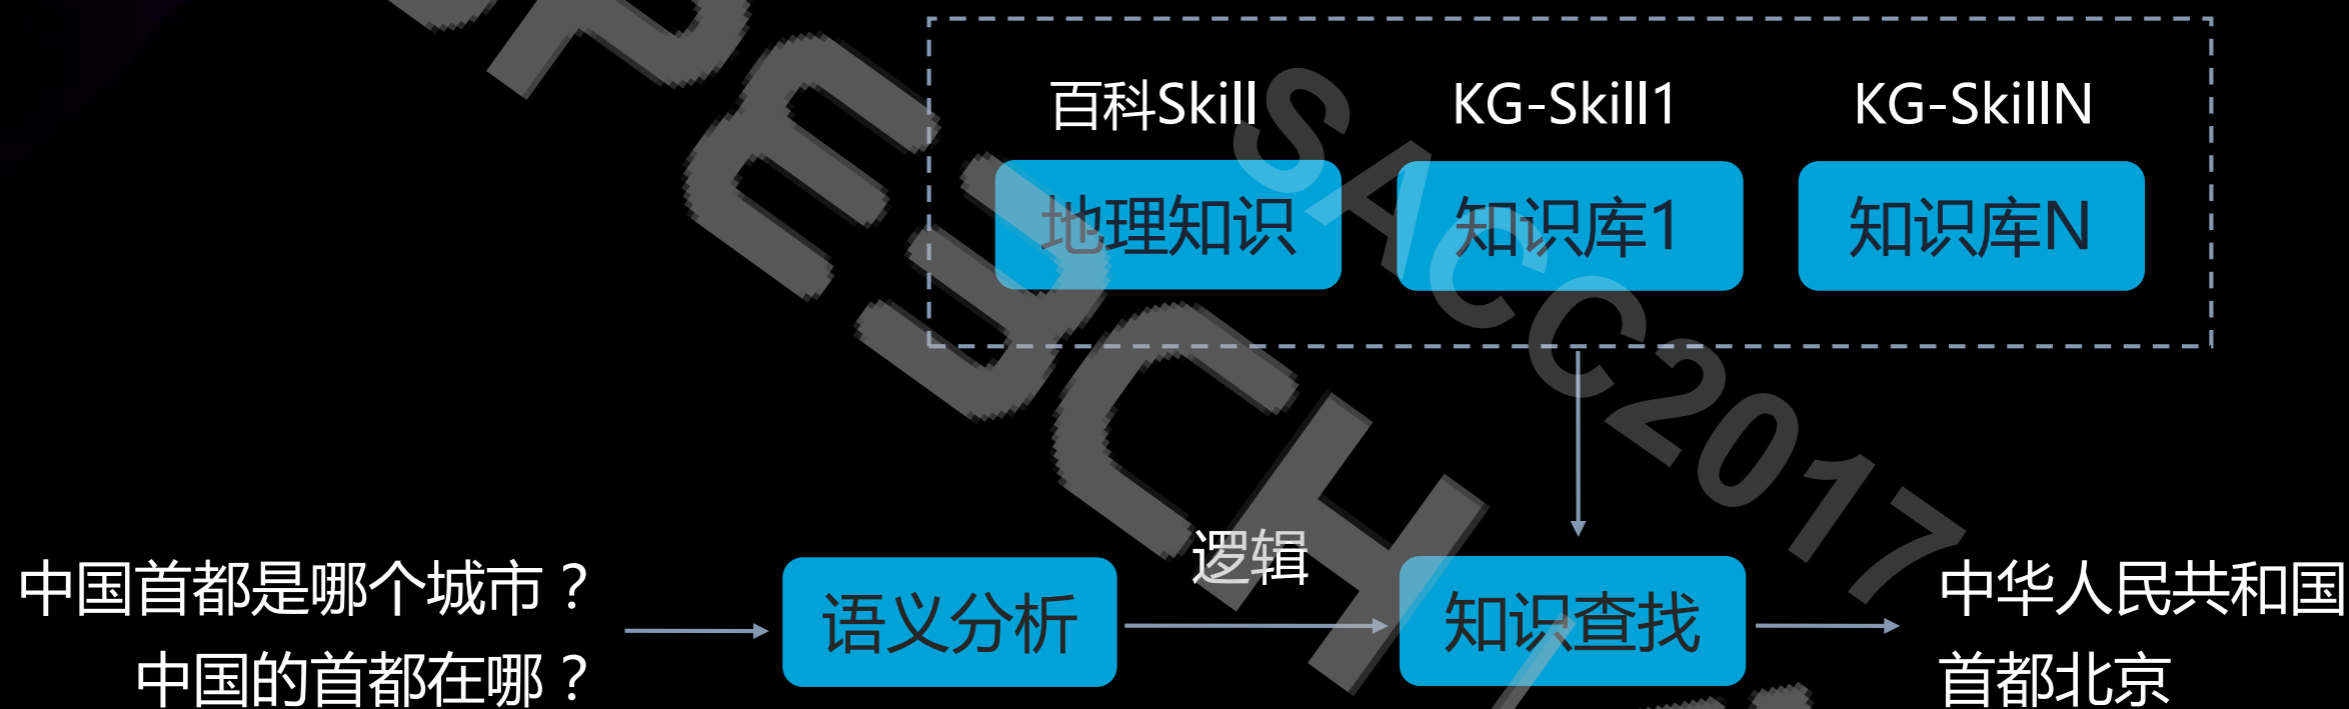 百科Skill KG-Skill1 KG-SkillN
地理知识 知识库1 知识库N
逻辑
中国首都是哪个城市？
中国的首都在哪？
语义分析
知识查找
中华人民共和国
首都北京
SACC2017